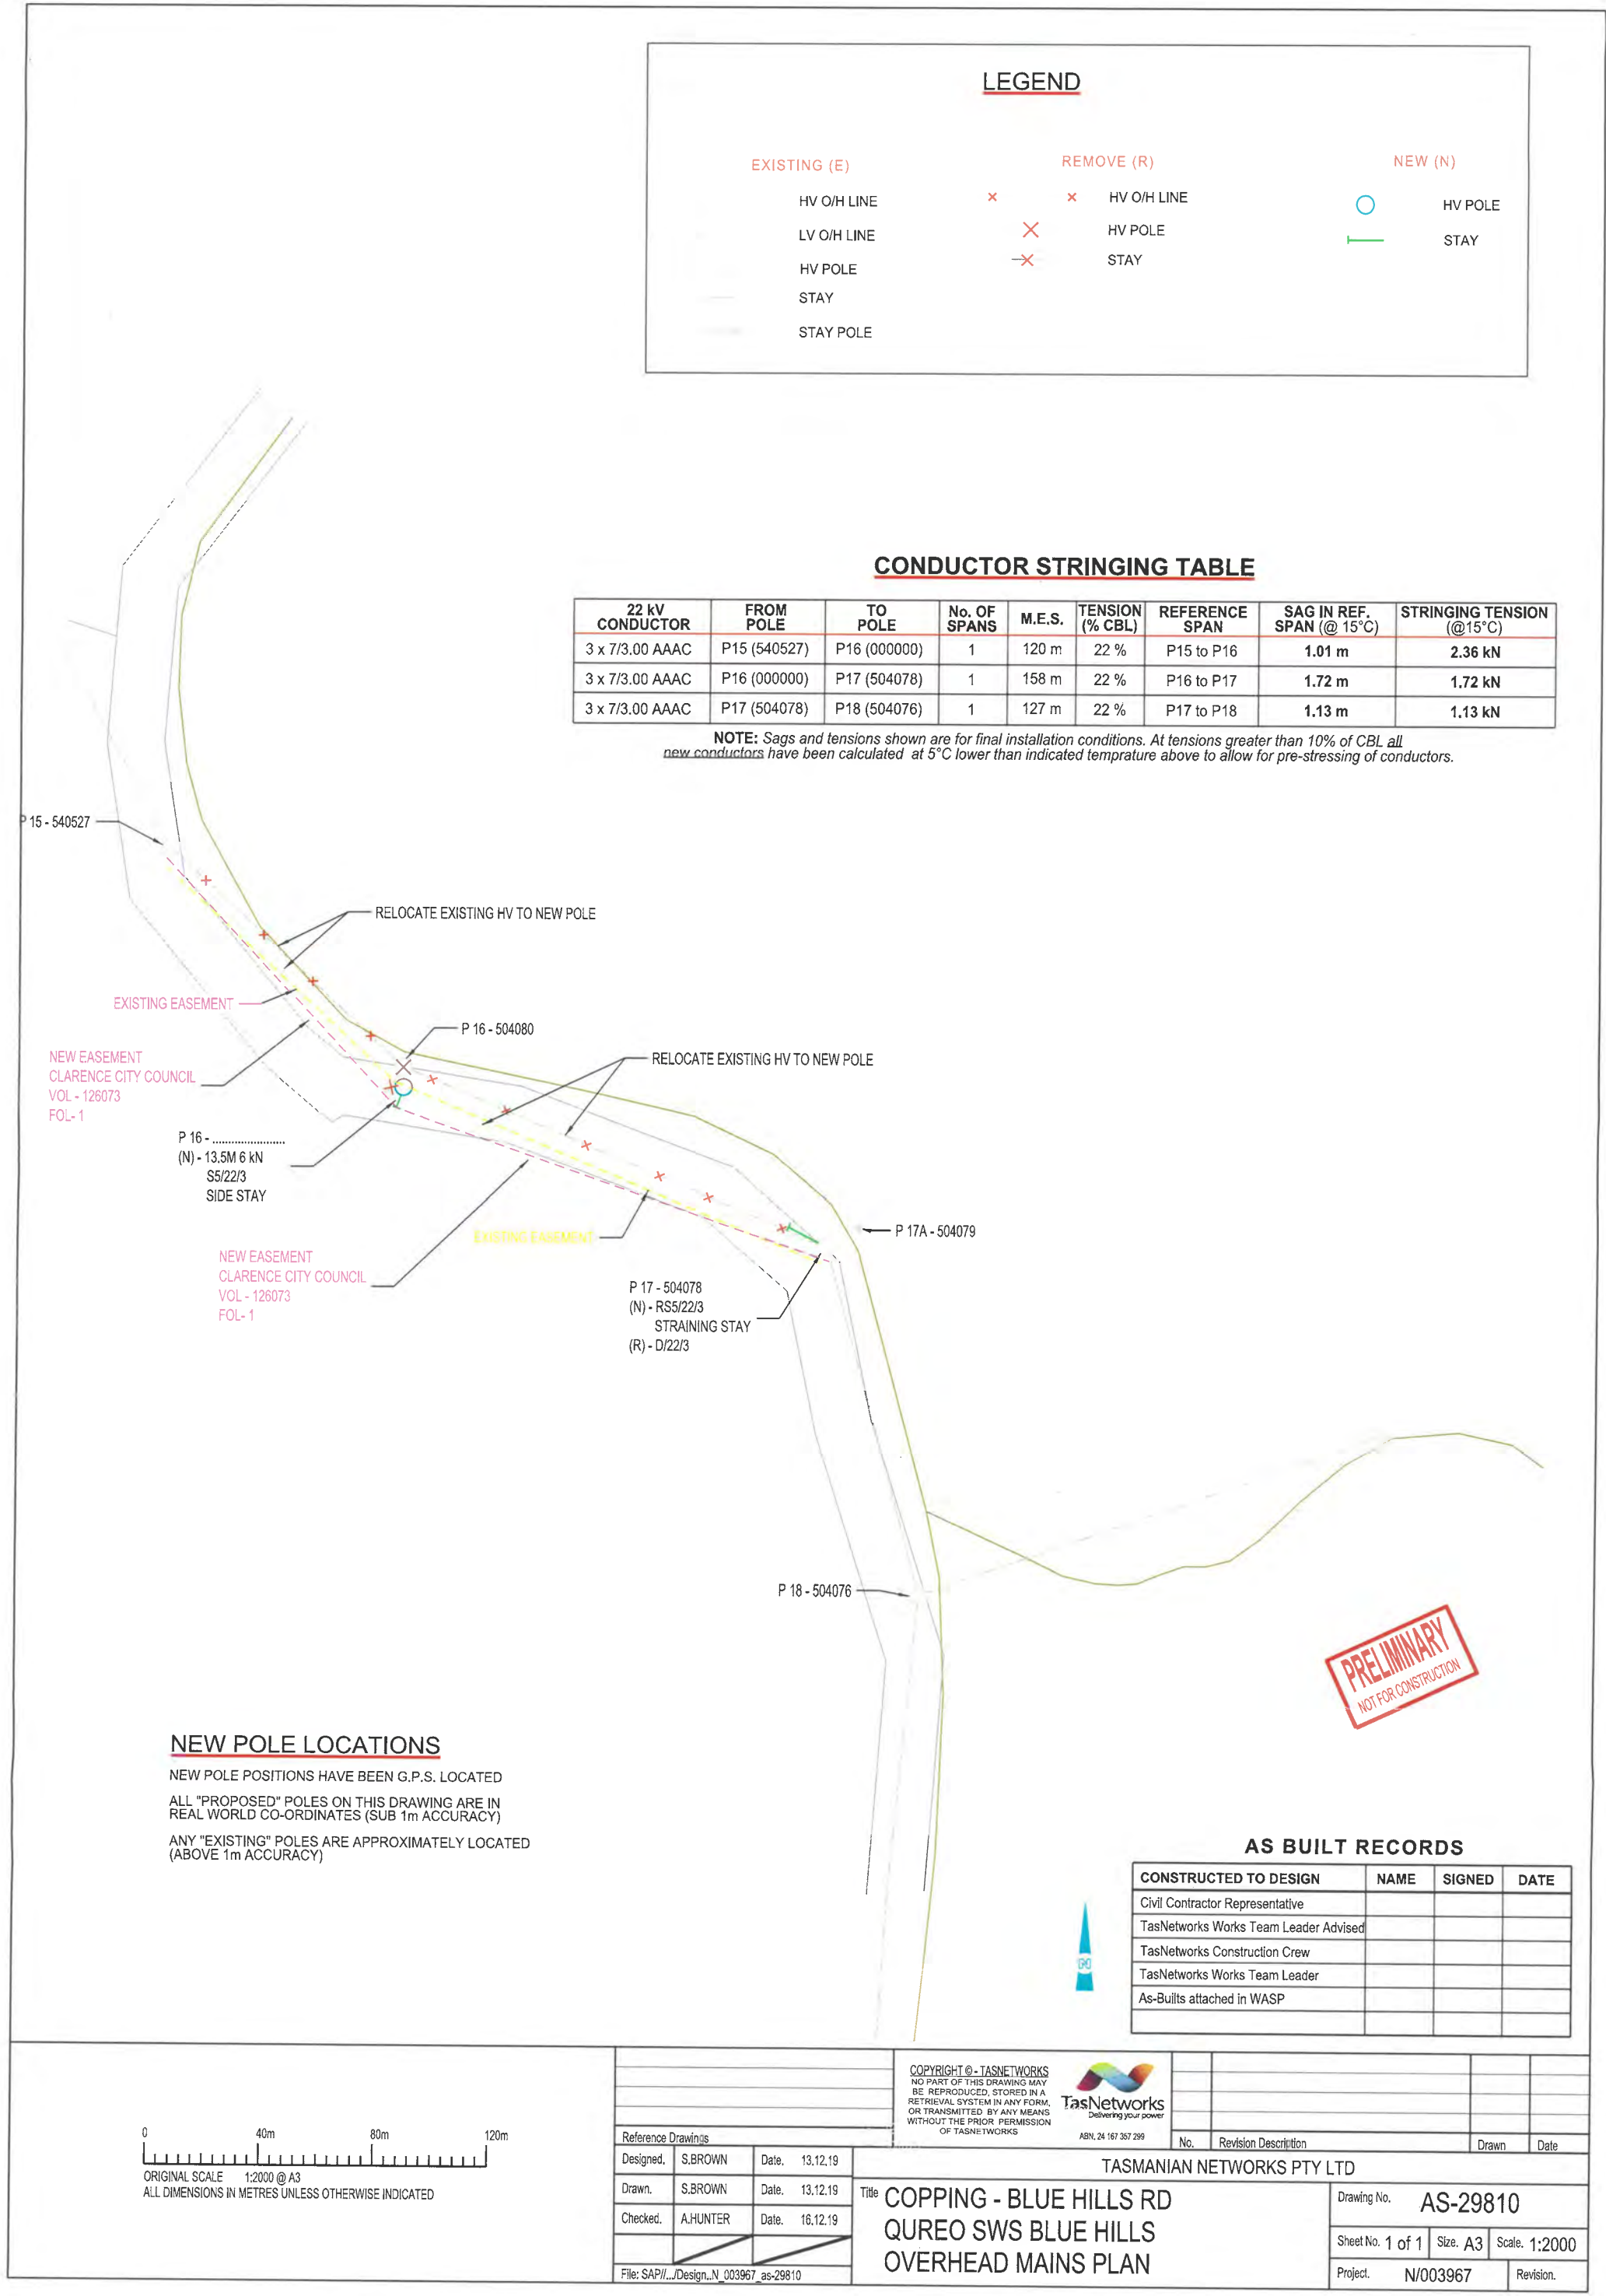 LEGEND
EXISTING (E)
REMOVE (R)
NEW (N)
HV O/H LINE
HV O/H LINE
HV POLE
LV O/H LINE
HV POLE
STAY
HV POLE
STAY
STAY
STAY POLE
CONDUCTOR STRINGING TABLE
22 kV CONDUCTOR FROM POLE TO POLE No. OF SPANS M.E.S. TENSION (% CBL) REFERENCE SPAN SAG IN REF. SPAN (@ 15°C) STRINGING TENSION (@15°C)
3 x 7/3.00 AAAC P15 (540527) P16 (000000) 1 120 m 22 % P15 to P16 1.01 m 2.36 kN
3 x 7/3.00 AAAC P16 (000000) P17 (504078) 1 158 m 22 % P16 to P17 1.72 m 1.72 kN
3 x 7/3.00 AAAC P17 (504078) P18 (504076) 1 127 m 22 % P17 to P18 1.13 m 1.13 kN
NOTE: Sags and tensions shown are for final installation conditions. At tensions greater than 10% of CBL all
new conductors have been calculated at 5°C lower than indicated temprature above to allow for pre-stressing of conductors.
P 15 - 540527
RELOCATE EXISTING HV TO NEW POLE
EXISTING EASEMENT
P 16 - 504080
NEW EASEMENT
CLARENCE CITY COUNCIL
VOL - 126073
FOL- 1
RELOCATE EXISTING HV TO NEW POLE
P 16 - ........................
(N) - 13.5M 6 kN
S5/22/3
SIDE STAY
EXISTING EASEMENT
P 17A - 504079
NEW EASEMENT
CLARENCE CITY COUNCIL
VOL - 126073
FOL- 1
P 17 - 504078
(N) - RS5/22/3
STRAINING STAY
(R) - D/22/3
P 18 - 504076
PRELIMINARY
NOT FOR CONSTRUCTION
NEW POLE LOCATIONS
NEW POLE POSITIONS HAVE BEEN G.P.S. LOCATED
ALL "PROPOSED" POLES ON THIS DRAWING ARE IN
REAL WORLD CO-ORDINATES (SUB 1m ACCURACY)
ANY "EXISTING" POLES ARE APPROXIMATELY LOCATED
(ABOVE 1m ACCURACY)
AS BUILT RECORDS
CONSTRUCTED TO DESIGN NAME SIGNED DATE
Civil Contractor Representative
TasNetworks Works Team Leader Advised
TasNetworks Construction Crew
TasNetworks Works Team Leader
As-Builts attached in WASP
N
0 40m 80m 120m
ORIGINAL SCALE 1:2000 @ A3
ALL DIMENSIONS IN METRES UNLESS OTHERWISE INDICATED
COPYRIGHT © - TASNETWORKS
NO PART OF THIS DRAWING MAY
BE REPRODUCED, STORED IN A
RETRIEVAL SYSTEM IN ANY FORM,
OR TRANSMITTED BY ANY MEANS
WITHOUT THE PRIOR PERMISSION
OF TASNETWORKS
TasNetworks
Delivering your power
ABN. 24 167 357 299
No. Revision Description Drawn Date
Reference Drawings
Designed. S.BROWN Date. 13.12.19
Drawn. S.BROWN Date. 13.12.19
Checked. A.HUNTER Date. 16.12.19
File: SAP//.../Design..N_003967_as-29810
TASMANIAN NETWORKS PTY LTD
Title COPPING - BLUE HILLS RD
QUREO SWS BLUE HILLS
OVERHEAD MAINS PLAN
Drawing No. AS-29810
Sheet No. 1 of 1 Size. A3 Scale. 1:2000
Project. N/003967 Revision.